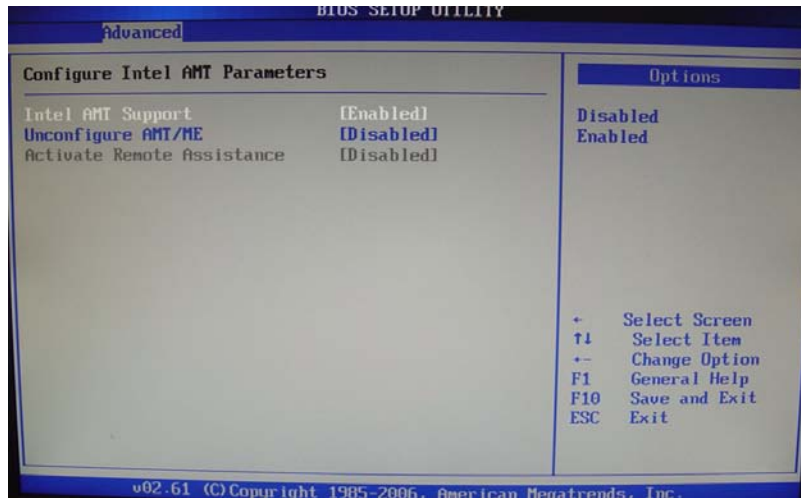 BIOS SETUP UTILITY
Advanced
Configure Intel AMT Parameters
Options
Intel AMT Support [Enabled]
Unconfigure AMT/ME [Disabled]
Activate Remote Assistance [Disabled]
Disabled
Enabled
← Select Screen
↑↓ Select Item
+- Change Option
F1 General Help
F10 Save and Exit
ESC Exit
v02.61 (C)Copyright 1985-2006, American Megatrends, Inc.